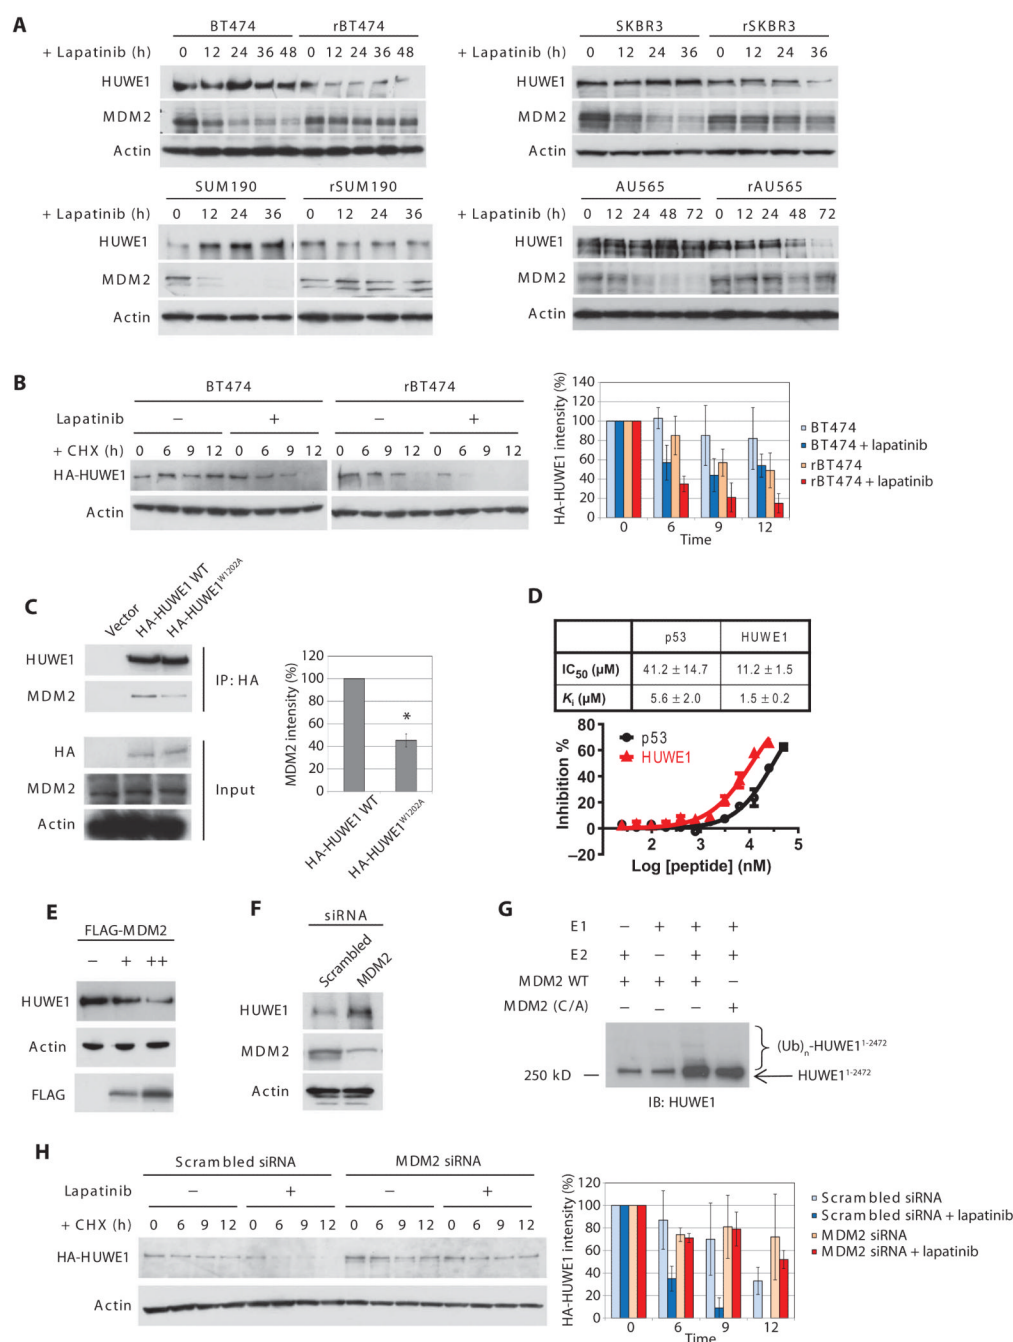 A
BT474 rBT474
+ Lapatinib (h) 0 12 24 36 48 0 12 24 36 48
HUWE1
MDM2
Actin
SKBR3 rSKBR3
+ Lapatinib (h) 0 12 24 36 0 12 24 36
HUWE1
MDM2
Actin
SUM190 rSUM190
+ Lapatinib (h) 0 12 24 36 0 12 24 36
HUWE1
MDM2
Actin
AU565 rAU565
+ Lapatinib (h) 0 12 24 48 72 0 12 24 48 72
HUWE1
MDM2
Actin
B
BT474 rBT474
Lapatinib – + – +
+ CHX (h) 0 6 9 12 0 6 9 12 0 6 9 12 0 6 9 12
HA-HUWE1
Actin
HA-HUWE1 intensity (%)
140
120
100
80
60
40
20
0
0 6 9 12
Time
BT474
BT474 + lapatinib
rBT474
rBT474 + lapatinib
C
Vector
HA-HUWE1 WT
HA-HUWE1^W1202A
HUWE1
MDM2
IP: HA
HA
MDM2
Actin
Input
MDM2 intensity (%)
120
100
80
60
40
20
0
*
HA-HUWE1 WT
HA-HUWE1^W1202A
D
p53 HUWE1
IC50 (µM) 41.2 ± 14.7 11.2 ± 1.5
Ki (µM) 5.6 ± 2.0 1.5 ± 0.2
p53
HUWE1
Inhibition %
80
60
40
20
0
–20
2 3 4 5
Log [peptide] (nM)
E
FLAG-MDM2
– + ++
HUWE1
Actin
FLAG
F
siRNA
Scrambled
MDM2
HUWE1
MDM2
Actin
G
E1 – + + +
E2 + – + +
MDM2 WT + + + –
MDM2 (C/A) – – – +
250 kD
(Ub)n-HUWE1^1-2472
HUWE1^1-2472
IB: HUWE1
H
Scrambled siRNA MDM2 siRNA
Lapatinib – + – +
+ CHX (h) 0 6 9 12 0 6 9 12 0 6 9 12 0 6 9 12
HA-HUWE1
Actin
HA-HUWE1 intensity (%)
120
100
80
60
40
20
0
0 6 9 12
Time
Scrambled siRNA
Scrambled siRNA + lapatinib
MDM2 siRNA
MDM2 siRNA + lapatinib